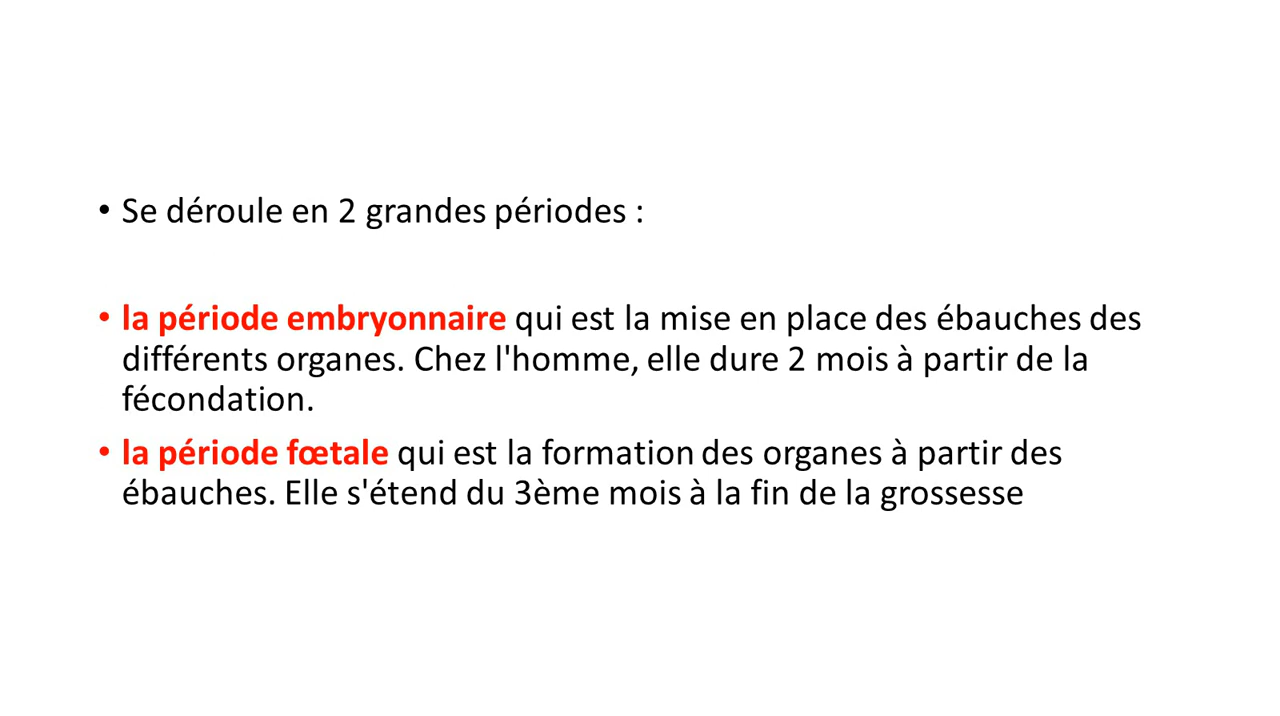 • Se déroule en 2 grandes périodes :
• la période embryonnaire qui est la mise en place des ébauches des
différents organes. Chez l'homme, elle dure 2 mois à partir de la
fécondation.
• la période fœtale qui est la formation des organes à partir des
ébauches. Elle s'étend du 3ème mois à la fin de la grossesse